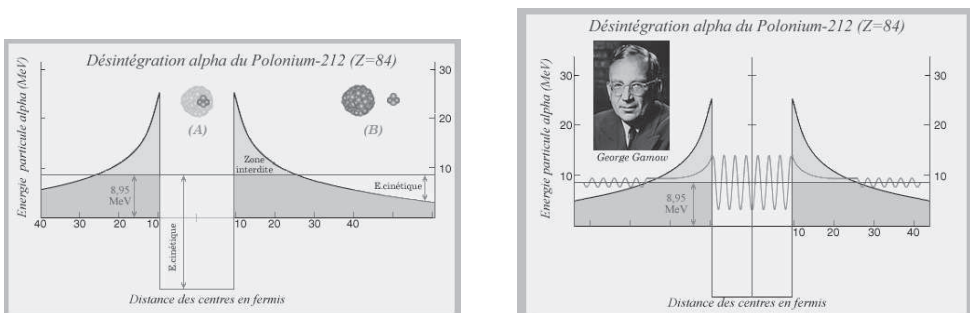 Désintégration alpha du Polonium-212 (Z=84)
Energie particule alpha (MeV)
30
20
10
(A)
(B)
Zone
interdite
E.cinétique
8,95
MeV
E.cinétique
40 30 20 10 10 20 30 40 50
Distance des centres en fermis
Désintégration alpha du Polonium-212 (Z=84)
Energie particule alpha (MeV)
30
20
10
30
20
10
George Gamow
8,95
MeV
10 20 30 40
Distance des centres en fermis